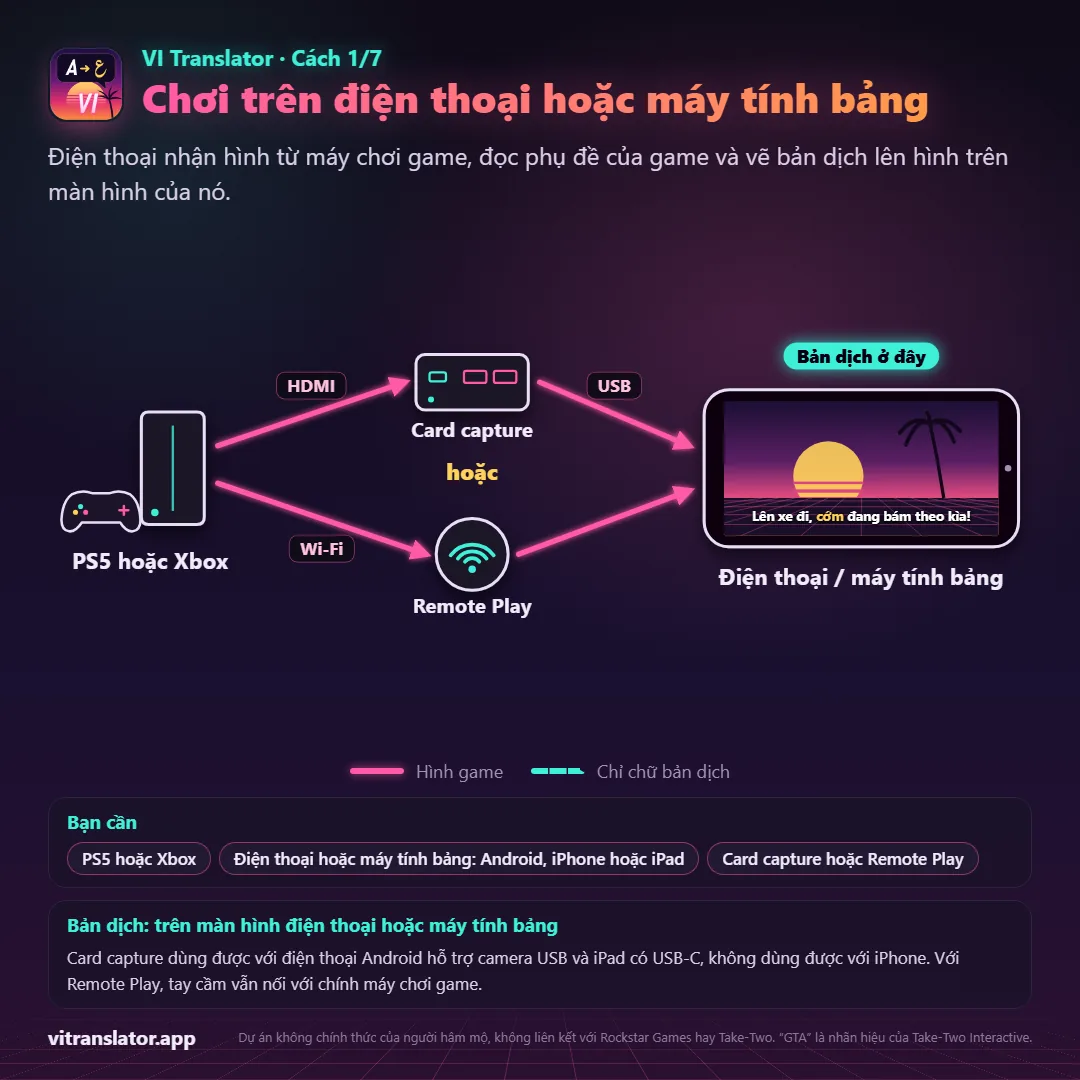 A→ع
VI
VI Translator · Cách 1/7
Chơi trên điện thoại hoặc máy tính bảng
Điện thoại nhận hình từ máy chơi game, đọc phụ đề của game và vẽ bản dịch lên hình trên
màn hình của nó.
Bản dịch ở đây
HDMI
USB
Card capture
hoặc
Lên xe đi, cớm đang bám theo kìa!
Wi-Fi
PS5 hoặc Xbox
Điện thoại / máy tính bảng
Remote Play
Hình game
Chỉ chữ bản dịch
Bạn cần
PS5 hoặc Xbox
Điện thoại hoặc máy tính bảng: Android, iPhone hoặc iPad
Card capture hoặc Remote Play
Bản dịch: trên màn hình điện thoại hoặc máy tính bảng
Card capture dùng được với điện thoại Android hỗ trợ camera USB và iPad có USB-C, không dùng được với iPhone. Với
Remote Play, tay cầm vẫn nối với chính máy chơi game.
vitranslator.app
Dự án không chính thức của người hâm mộ, không liên kết với Rockstar Games hay Take-Two. "GTA" là nhãn hiệu của Take-Two Interactive.